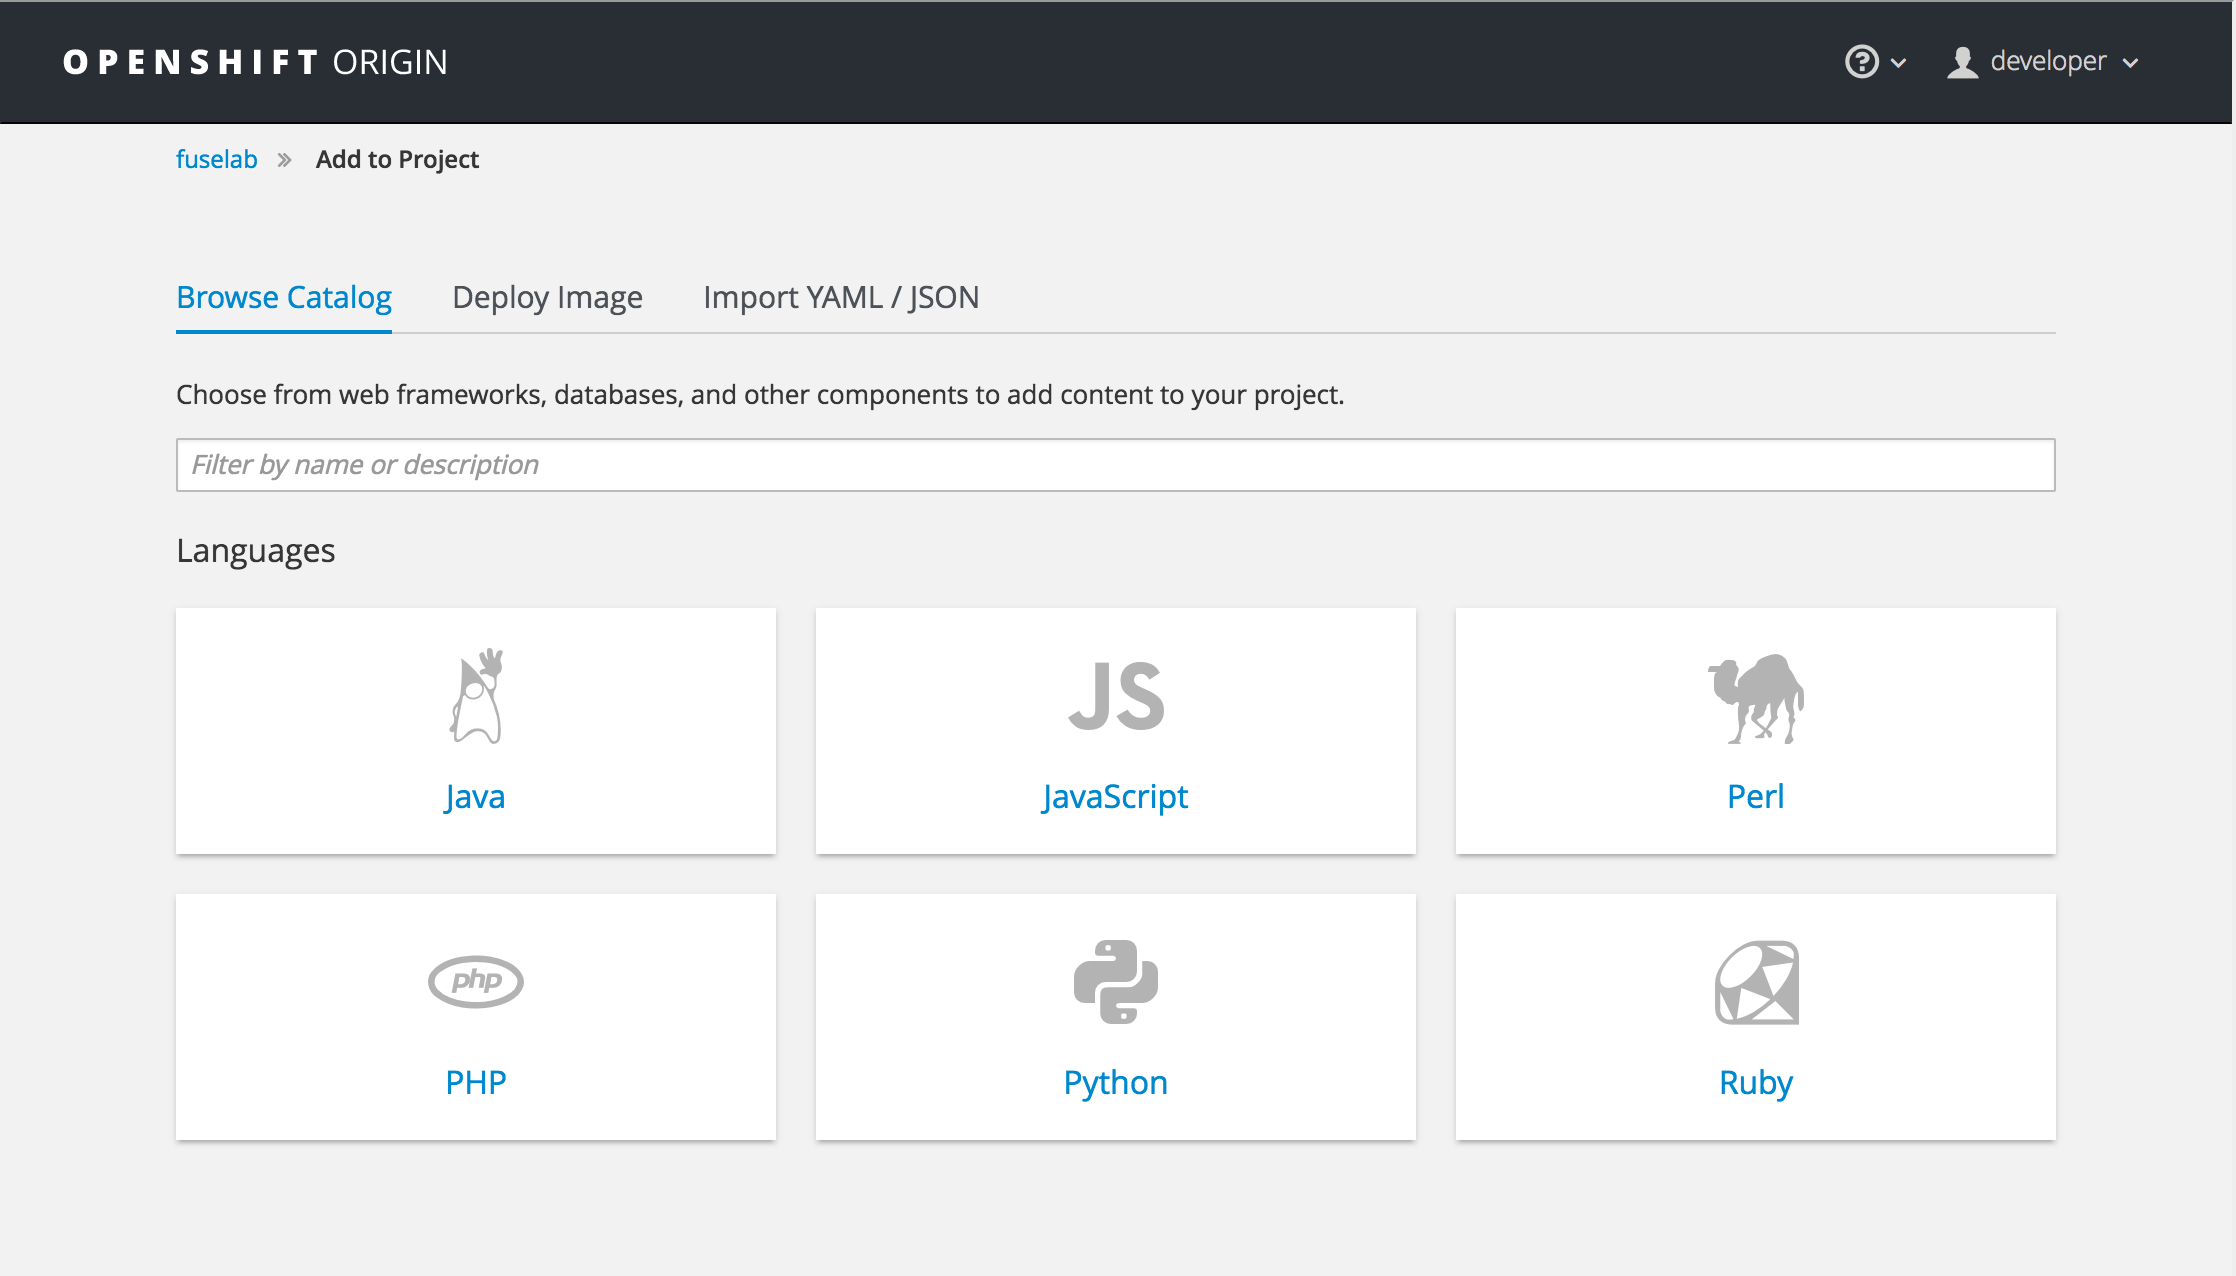 OPENSHIFT ORIGIN
? developer
fuselab » Add to Project
Browse Catalog Deploy Image Import YAML / JSON
Choose from web frameworks, databases, and other components to add content to your project.
Filter by name or description
Languages
JS
Java JavaScript Perl
php
PHP Python Ruby